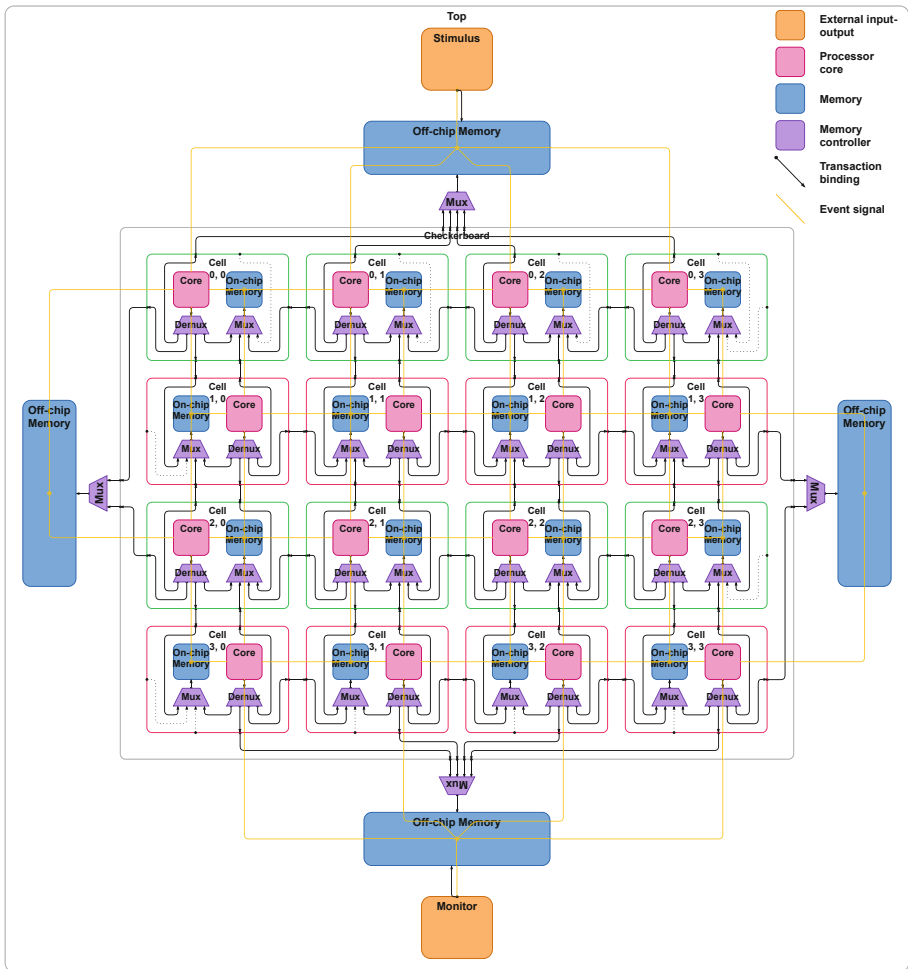 Top
Stimulus
External input-
output
Processor
core
Memory
Memory
controller
Transaction
binding
Event signal
Off-chip Memory
Mux
Checkerboard
Cell
0, 0
Core
On-chip
Memory
Demux
Mux
Cell
0, 1
Core
On-chip
Memory
Demux
Mux
Cell
0, 2
Core
On-chip
Memory
Demux
Mux
Cell
0, 3
Core
On-chip
Memory
Demux
Mux
Cell
1, 0
On-chip
Memory
Core
Mux
Demux
Cell
1, 1
On-chip
Memory
Core
Mux
Demux
Cell
1, 2
On-chip
Memory
Core
Mux
Demux
Cell
1, 3
On-chip
Memory
Core
Mux
Demux
Off-chip
Memory
Mux
Off-chip
Memory
Mux
Cell
2, 0
Core
On-chip
Memory
Demux
Mux
Cell
2, 1
Core
On-chip
Memory
Demux
Mux
Cell
2, 2
Core
On-chip
Memory
Demux
Mux
Cell
2, 3
Core
On-chip
Memory
Demux
Mux
Cell
3, 0
On-chip
Memory
Core
Mux
Demux
Cell
3, 1
On-chip
Memory
Core
Mux
Demux
Cell
3, 2
On-chip
Memory
Core
Mux
Demux
Cell
3, 3
On-chip
Memory
Core
Mux
Demux
Mux
Off-chip Memory
Monitor